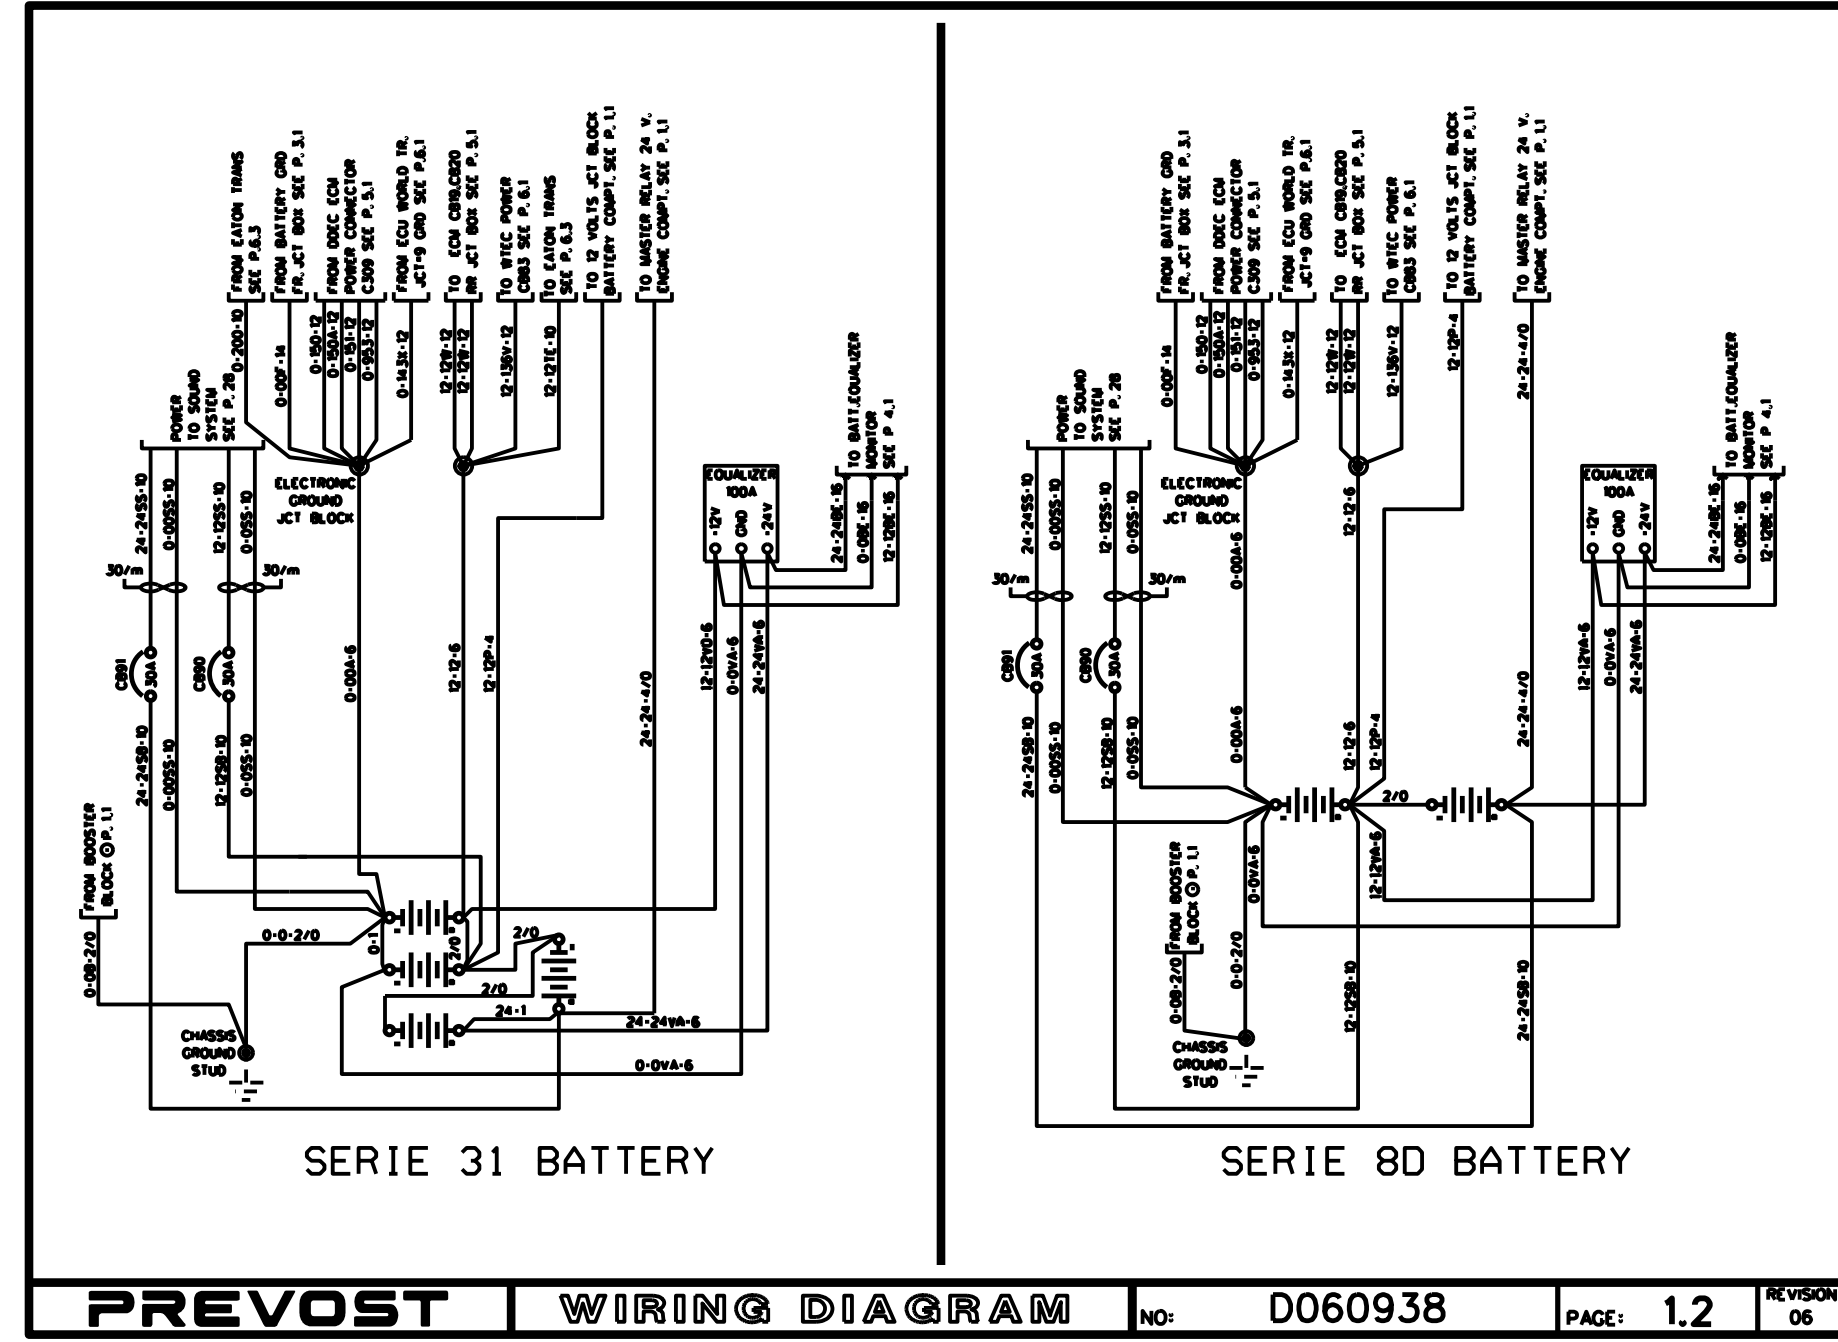 FROM EATON TRANS
SEE P.6.3
FROM BATTERY GRD
FR. JCT BOX SEE P. 3.1
FROM DDEC ECM
POWER CONNECTOR
C309 SEE P. 5.1
FROM ECU WORLD TR.
JCT-9 GRD SEE P.6.1
TO ECM CB19,CB20
RR JCT BOX SEE P. 5.1
TO WTEC POWER
CB83 SEE P. 6.1
TO EATON TRANS
SEE P. 6.3
TO 12 VOLTS JCT BLOCK
BATTERY COMPT. SEE P. 1.1
TO MASTER RELAY 24 V.
ENGINE COMPT. SEE P. 1.1
0-200-10
0-00F-14
0-150-12
0-150A-12
0-151-12
0-953-12
0-143X-12
12-12W-12
12-12W-12
12-136V-12
12-12TE-10
POWER
TO SOUND
SYSTEM
SEE P. 28
TO BATT.EQUALIZER
MONITOR
SEE P 4.1
ELECTRONIC
GROUND
JCT BLOCK
EQUALIZER
100A
-12V
GND
-24V
24-24SS-10
0-00SS-10
12-12SS-10
0-0SS-10
24-24BE-16
0-0BE-16
12-12BE-16
30/m
30/m
CB91
30A
CB90
30A
0-00A-6
12-12-6
12-12P-4
24-24-4/0
12-12VO-6
0-0VA-6
24-24VA-6
24-24SB-10
0-00SS-10
12-12SB-10
0-0SS-10
FROM BOOSTER
BLOCK P. 1.1
0-0B-2/0
0-0-2/0
0-1
2/0
2/0
2/0
24-1
24-24VA-6
0-0VA-6
CHASSIS
GROUND
STUD
SERIE 31 BATTERY
FROM BATTERY GRD
FR. JCT BOX SEE P. 3.1
FROM DDEC ECM
POWER CONNECTOR
C309 SEE P. 5.1
FROM ECU WORLD TR.
JCT-9 GRD SEE P.6.1
TO ECM CB19,CB20
RR JCT BOX SEE P. 5.1
TO WTEC POWER
CB83 SEE P. 6.1
TO 12 VOLTS JCT BLOCK
BATTERY COMPT. SEE P. 1.1
TO MASTER RELAY 24 V.
ENGINE COMPT. SEE P. 1.1
0-00F-14
0-150-12
0-150A-12
0-151-12
0-953-12
0-143X-12
12-12W-12
12-12W-12
12-136V-12
12-12P-4
24-24-4/0
POWER
TO SOUND
SYSTEM
SEE P. 28
TO BATT.EQUALIZER
MONITOR
SEE P 4.1
ELECTRONIC
GROUND
JCT BLOCK
EQUALIZER
100A
-12V
GND
-24V
24-24SS-10
0-00SS-10
12-12SS-10
0-0SS-10
0-00A-6
12-12-6
24-24BE-16
0-0BE-16
12-12BE-16
30/m
30/m
CB91
30A
CB90
30A
12-12VA-6
0-0VA-6
24-24VA-6
24-24SB-10
0-00SS-10
12-12SB-10
0-0SS-10
0-00A-6
12-12-6
12-12P-4
24-24-4/0
2/0
FROM BOOSTER
BLOCK P. 1.1
0-0VA-6
12-12VA-6
0-0B-2/0
0-0-2/0
12-12SB-10
24-24SB-10
CHASSIS
GROUND
STUD
SERIE 8D BATTERY
PREVOST
WIRING DIAGRAM
NO: D060938
PAGE: 1.2
REVISION
06